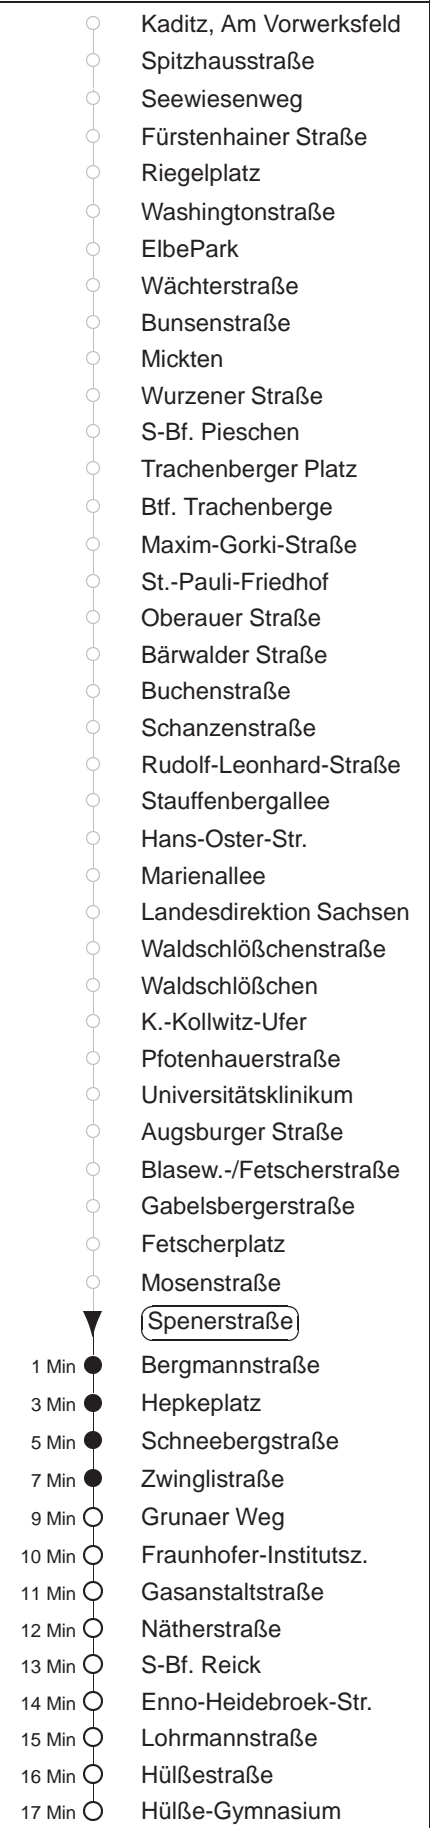 Kaditz, Am Vorwerksfeld
Spitzhausstraße
Seewiesenweg
Fürstenhainer Straße
Riegelplatz
Washingtonstraße
ElbePark
Wächterstraße
Bunsenstraße
Mickten
Wurzener Straße
S-Bf. Pieschen
Trachenberger Platz
Btf. Trachenberge
Maxim-Gorki-Straße
St.-Pauli-Friedhof
Oberauer Straße
Bärwalder Straße
Buchenstraße
Schanzenstraße
Rudolf-Leonhard-Straße
Stauffenbergallee
Hans-Oster-Str.
Marienallee
Landesdirektion Sachsen
Waldschlößchenstraße
Waldschlößchen
K.-Kollwitz-Ufer
Pfotenhauerstraße
Universitätsklinikum
Augsburger Straße
Blasew.-/Fetscherstraße
Gabelsbergerstraße
Fetscherplatz
Mosenstraße
Spenerstraße
1 Min Bergmannstraße
3 Min Hepkeplatz
5 Min Schneebergstraße
7 Min Zwinglistraße
9 Min Grunaer Weg
10 Min Fraunhofer-Institutsz.
11 Min Gasanstaltstraße
12 Min Nätherstraße
13 Min S-Bf. Reick
14 Min Enno-Heidebroek-Str.
15 Min Lohrmannstraße
16 Min Hülßestraße
17 Min Hülße-Gymnasium